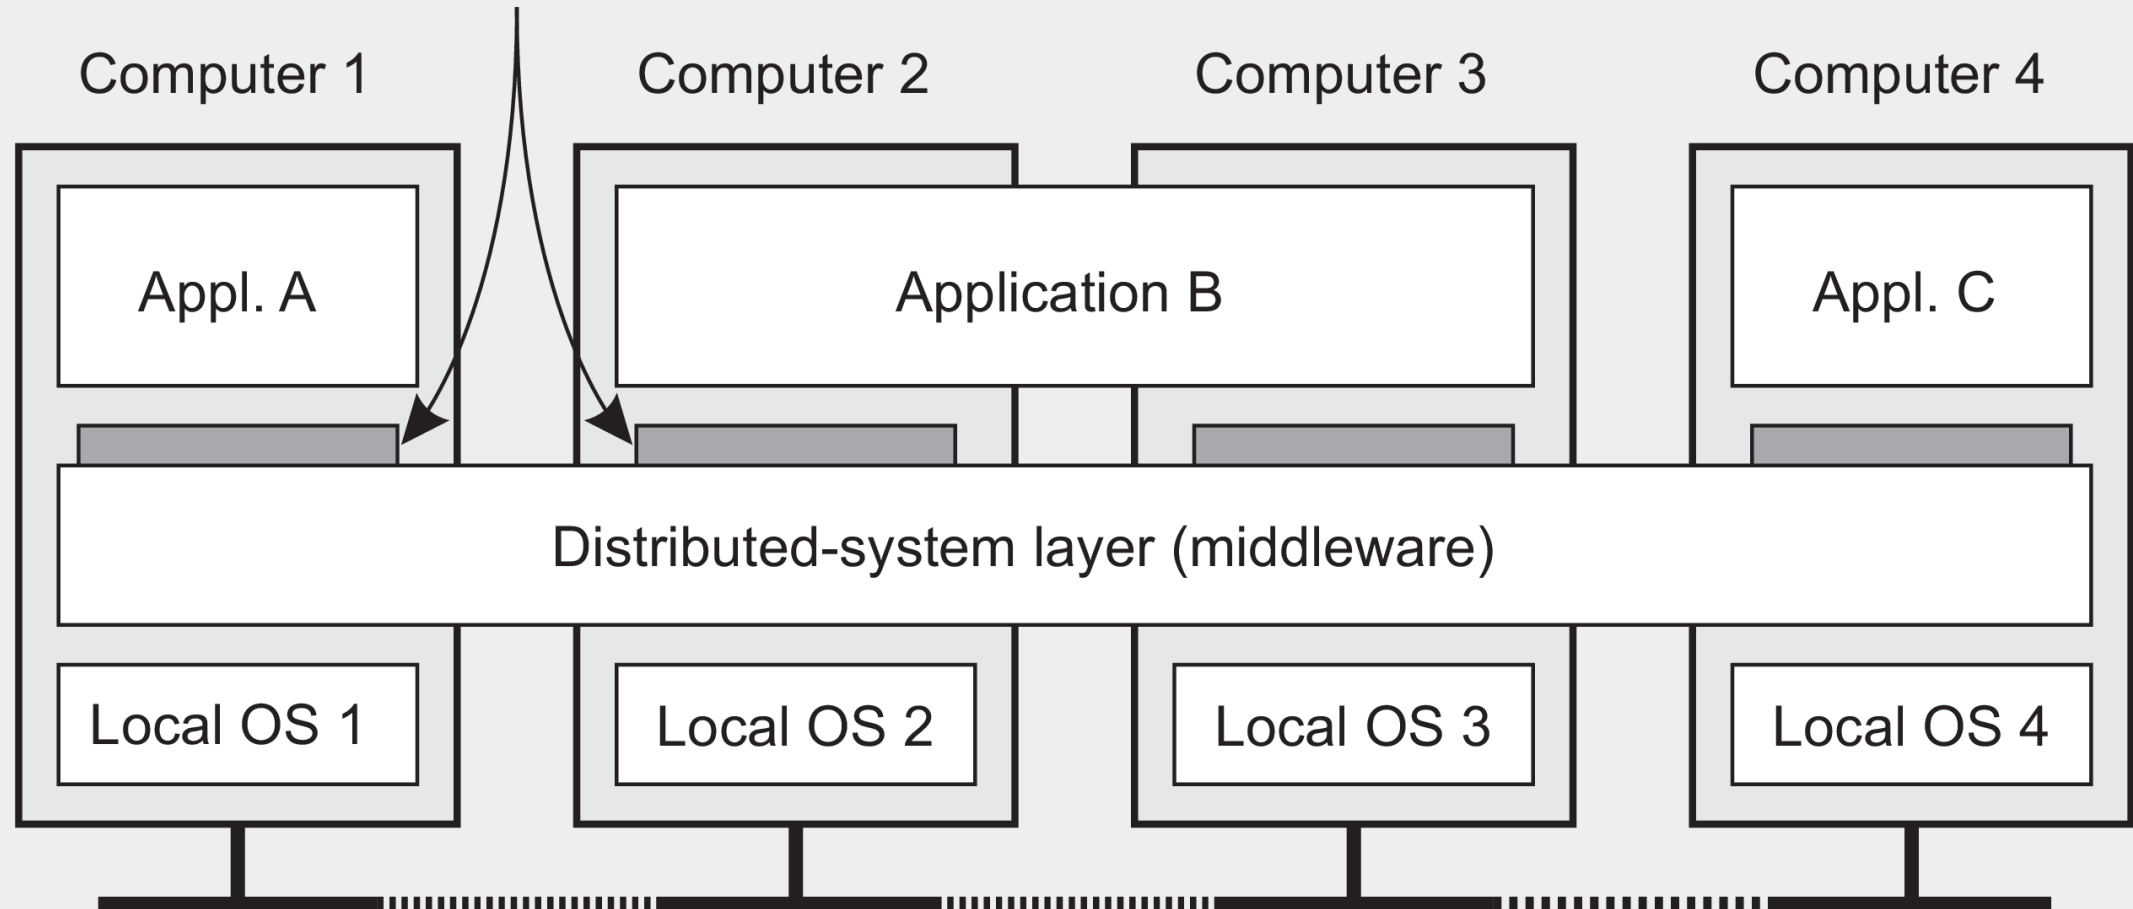 Computer 1
Computer 2
Computer 3
Computer 4
Appl. A
Application B
Appl. C
Distributed-system layer (middleware)
Local OS 1
Local OS 2
Local OS 3
Local OS 4